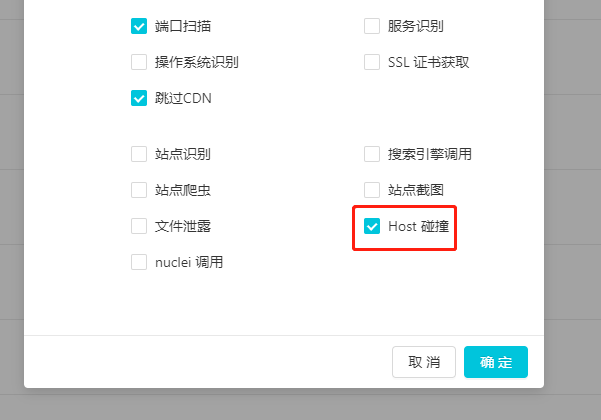 端口扫描 服务识别
操作系统识别 SSL 证书获取
跳过CDN
站点识别 搜索引擎调用
站点爬虫 站点截图
文件泄露 Host 碰撞
nuclei 调用
取 消 确 定